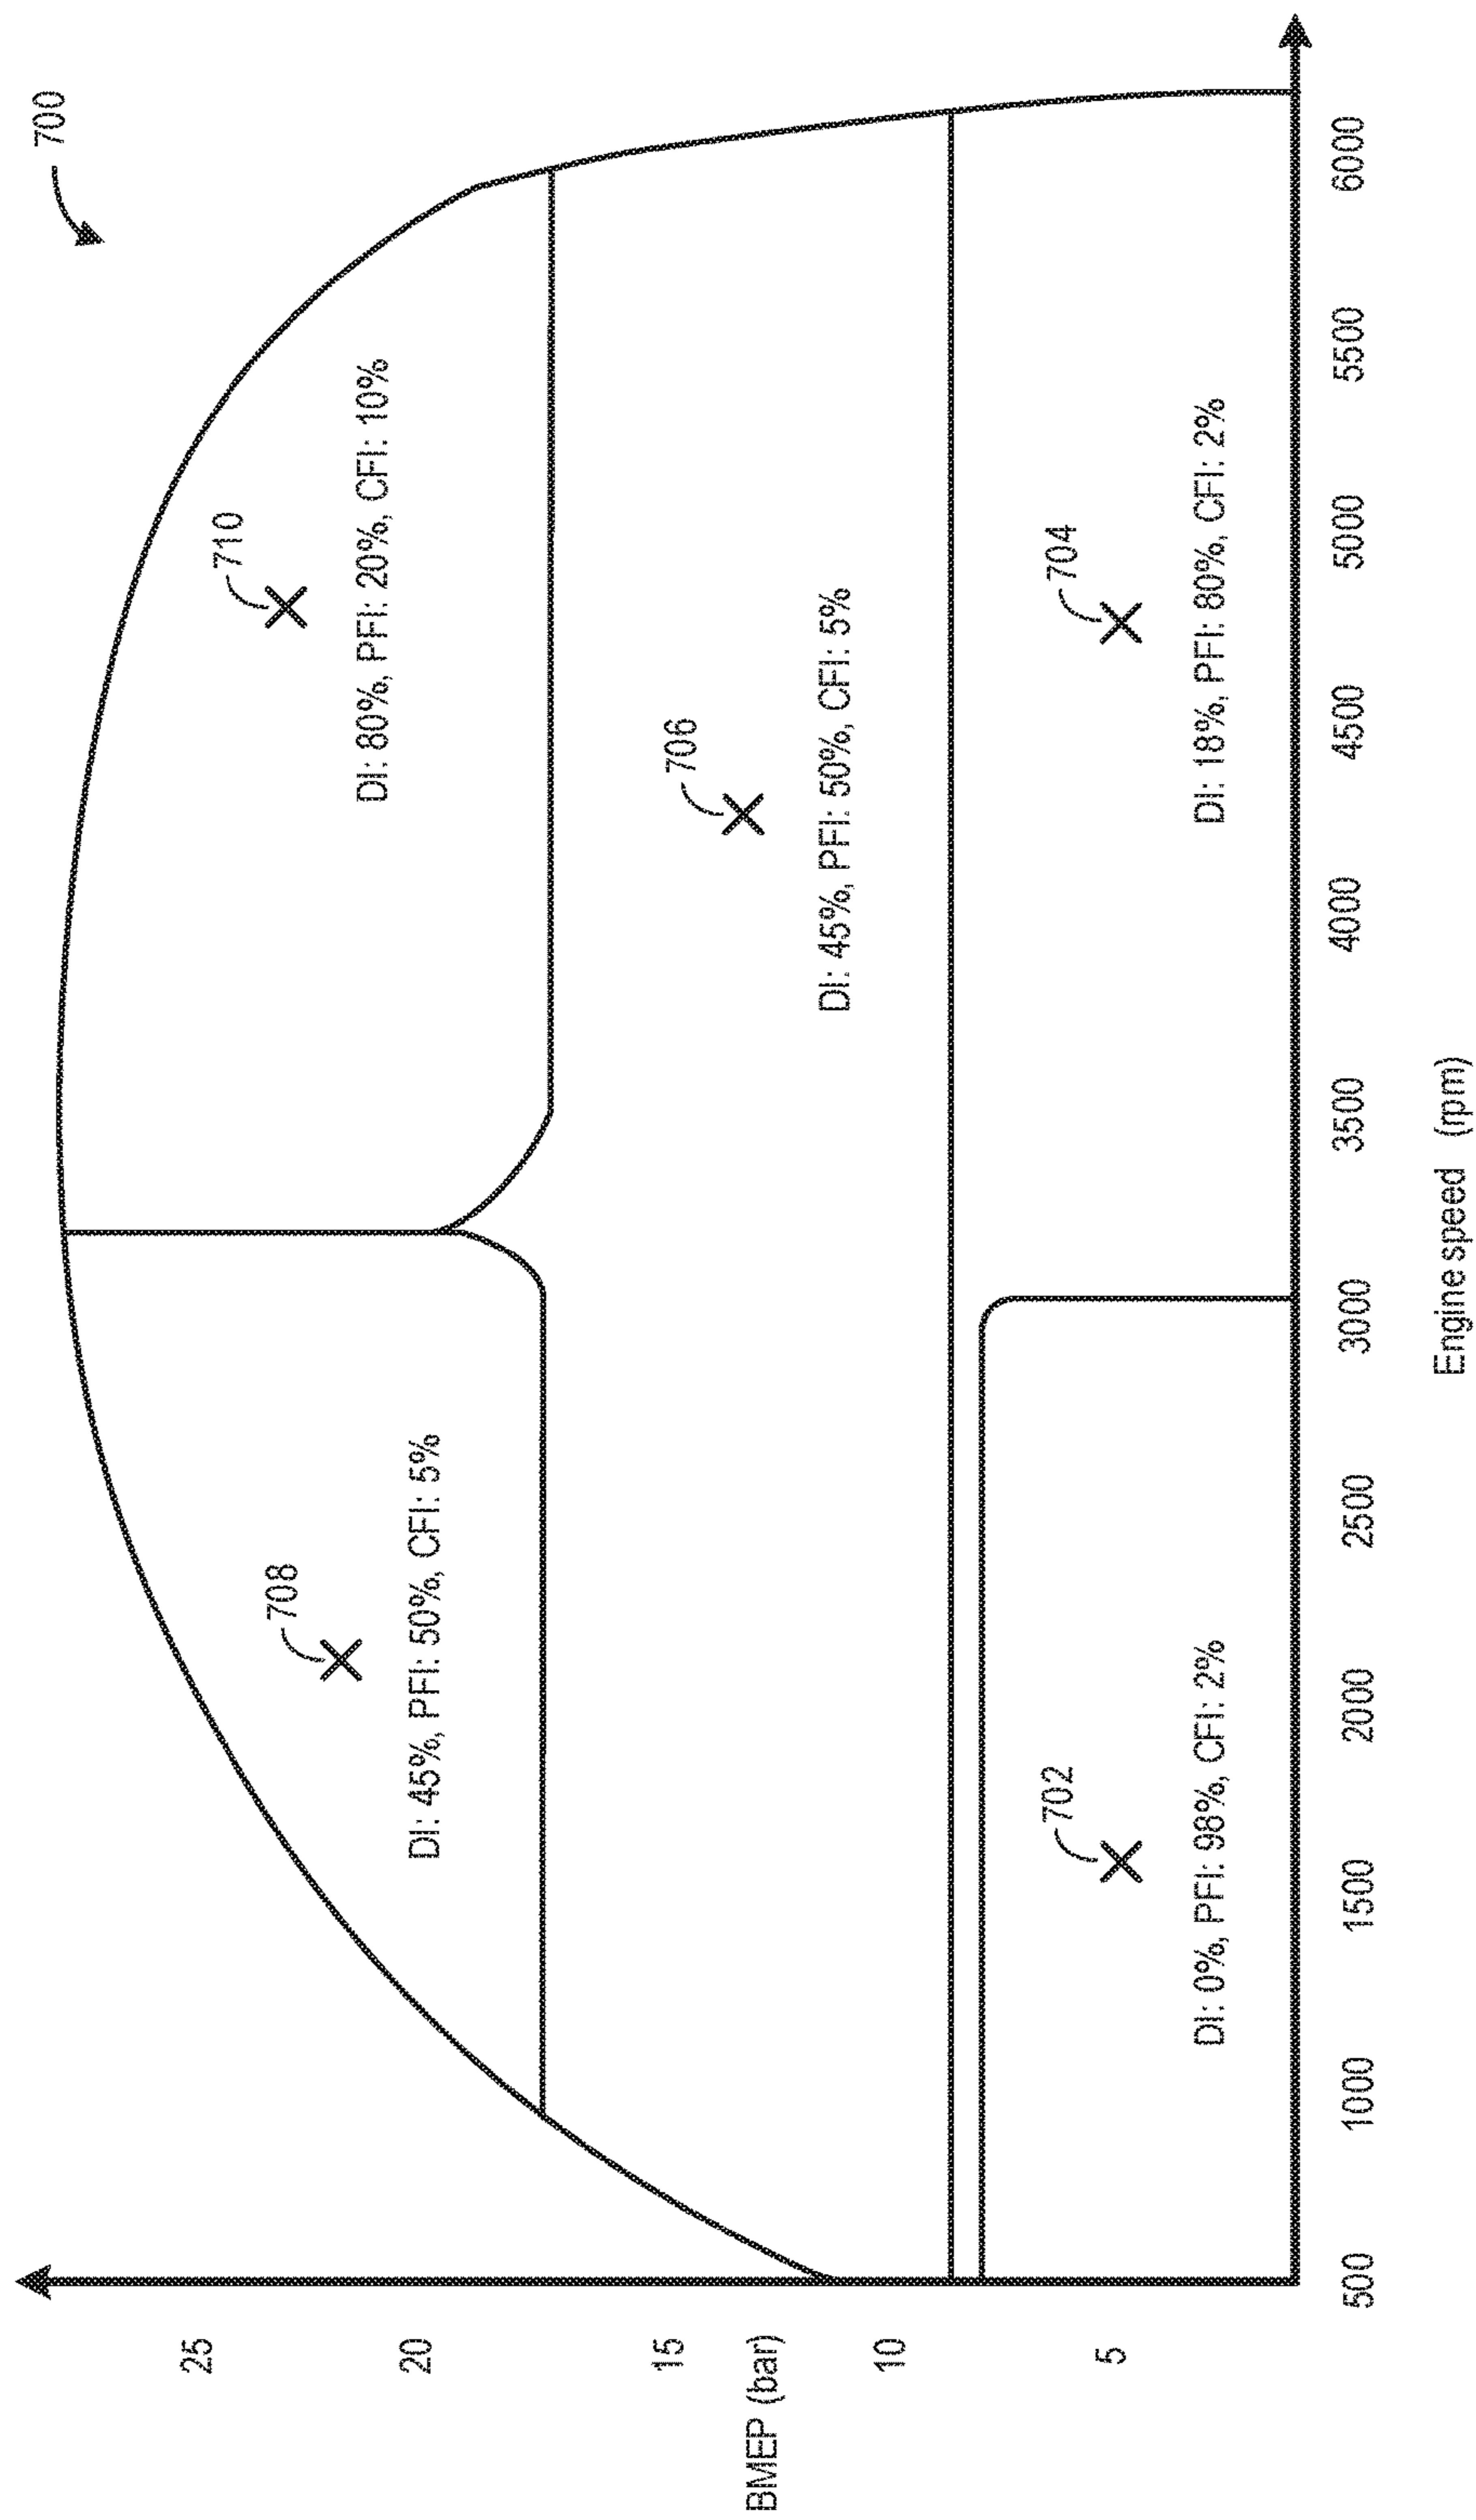 700
25
20
15
10
5
BMEP (bar)
708
DI: 45%, PFI: 50%, CFI: 5%
710
DI: 80%, PFI: 20%, CFI: 10%
706
DI: 45%, PFI: 50%, CFI: 5%
702
DI: 0%, PFI: 98%, CFI: 2%
704
DI: 18%, PFI: 80%, CFI: 2%
500 1000 1500 2000 2500 3000 3500 4000 4500 5000 5500 6000
Engine speed (rpm)